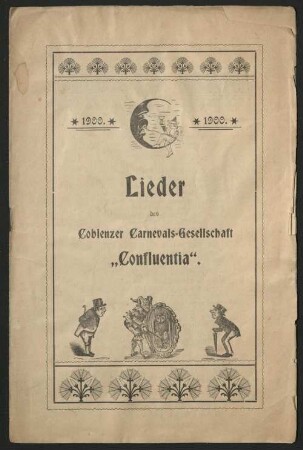 * 1900. * * 1900. *
Lieder
der
Coblenzer Carnevals-Gesellschaft
„Confluentia“.